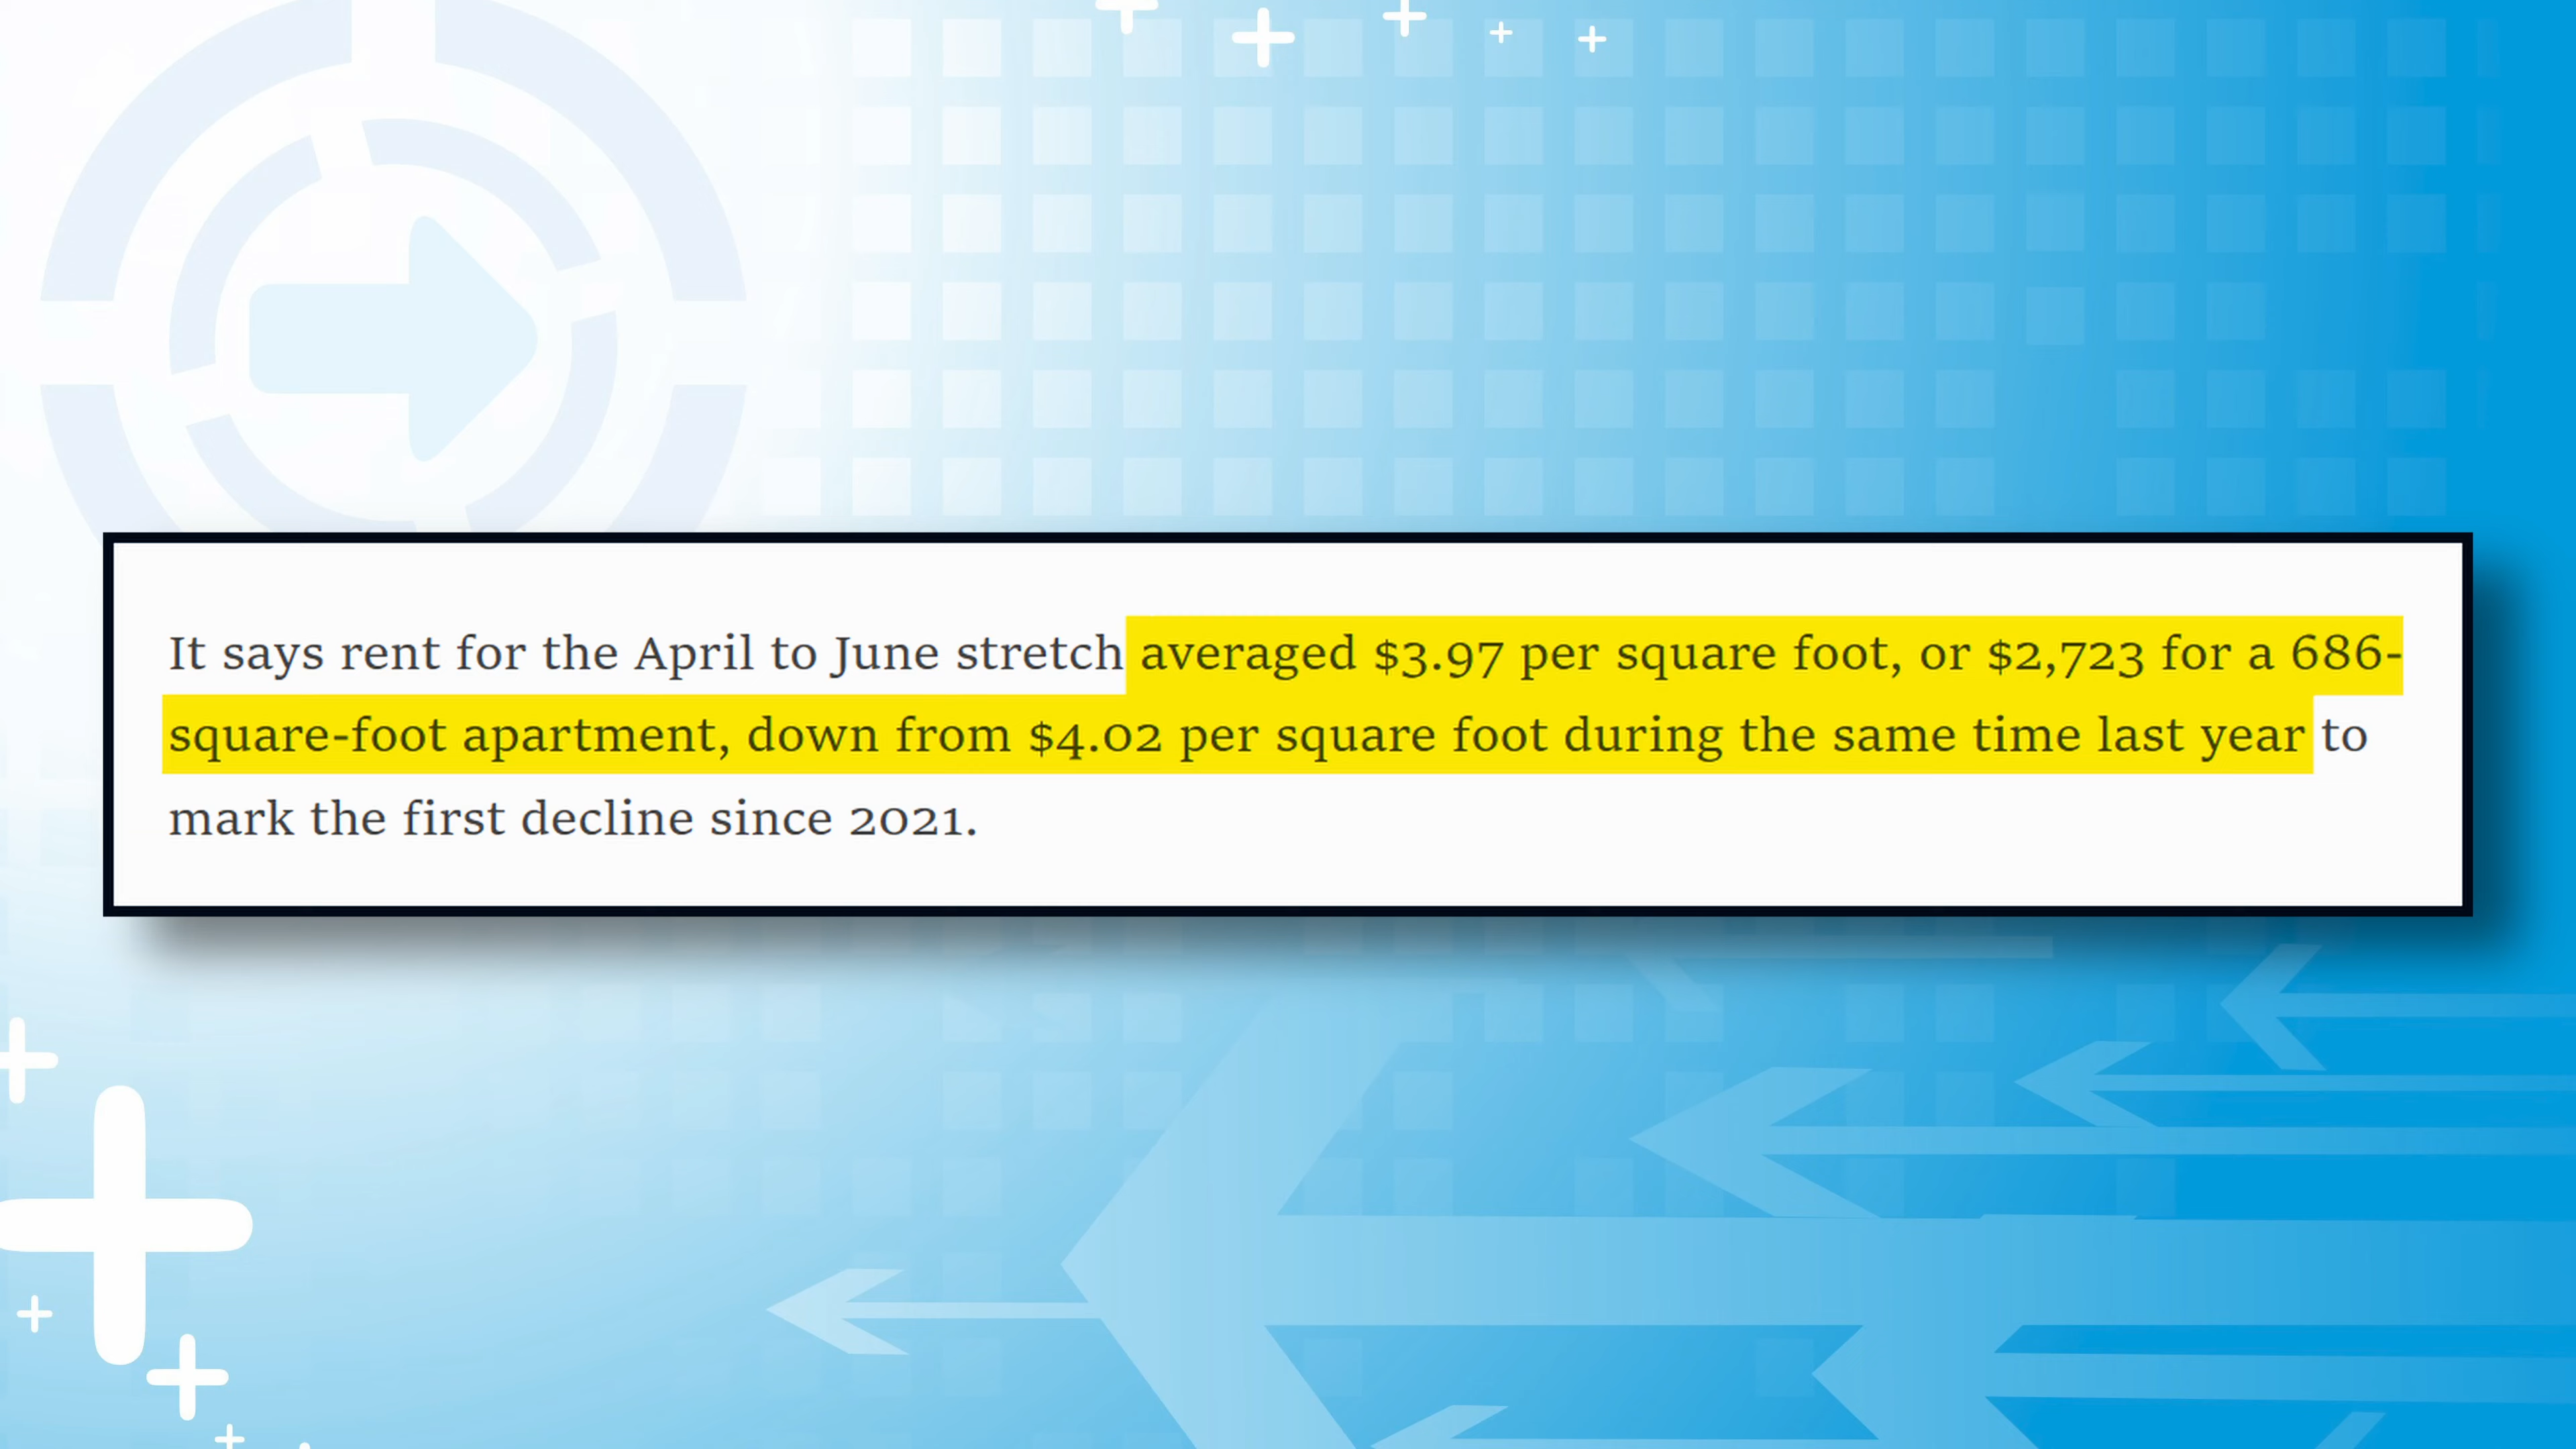 It says rent for the April to June stretch averaged $3.97 per square foot, or $2,723 for a 686-
square-foot apartment, down from $4.02 per square foot during the same time last year to
mark the first decline since 2021.